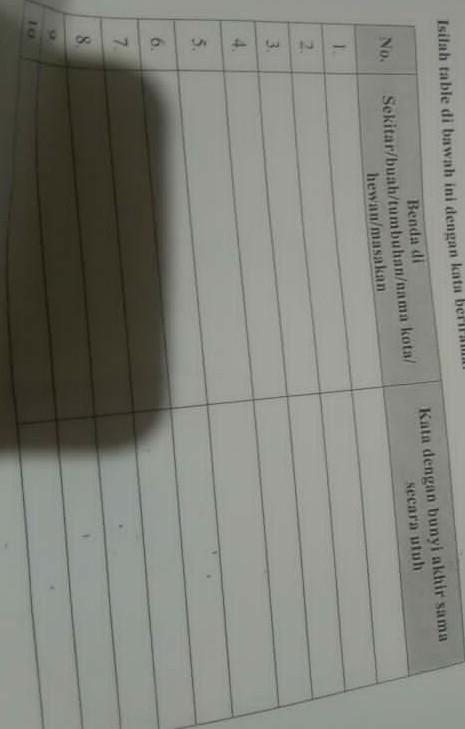 Isilah table di bawah ini dengan kata berirama.
No.
Benda di
Sekitar/buah/tumbuhan/nama kota/
hewan/masakan
Kata dengan bunyi akhir sama
secara utuh
1.
2.
3.
4.
5.
6.
7.
8.
9.
10.